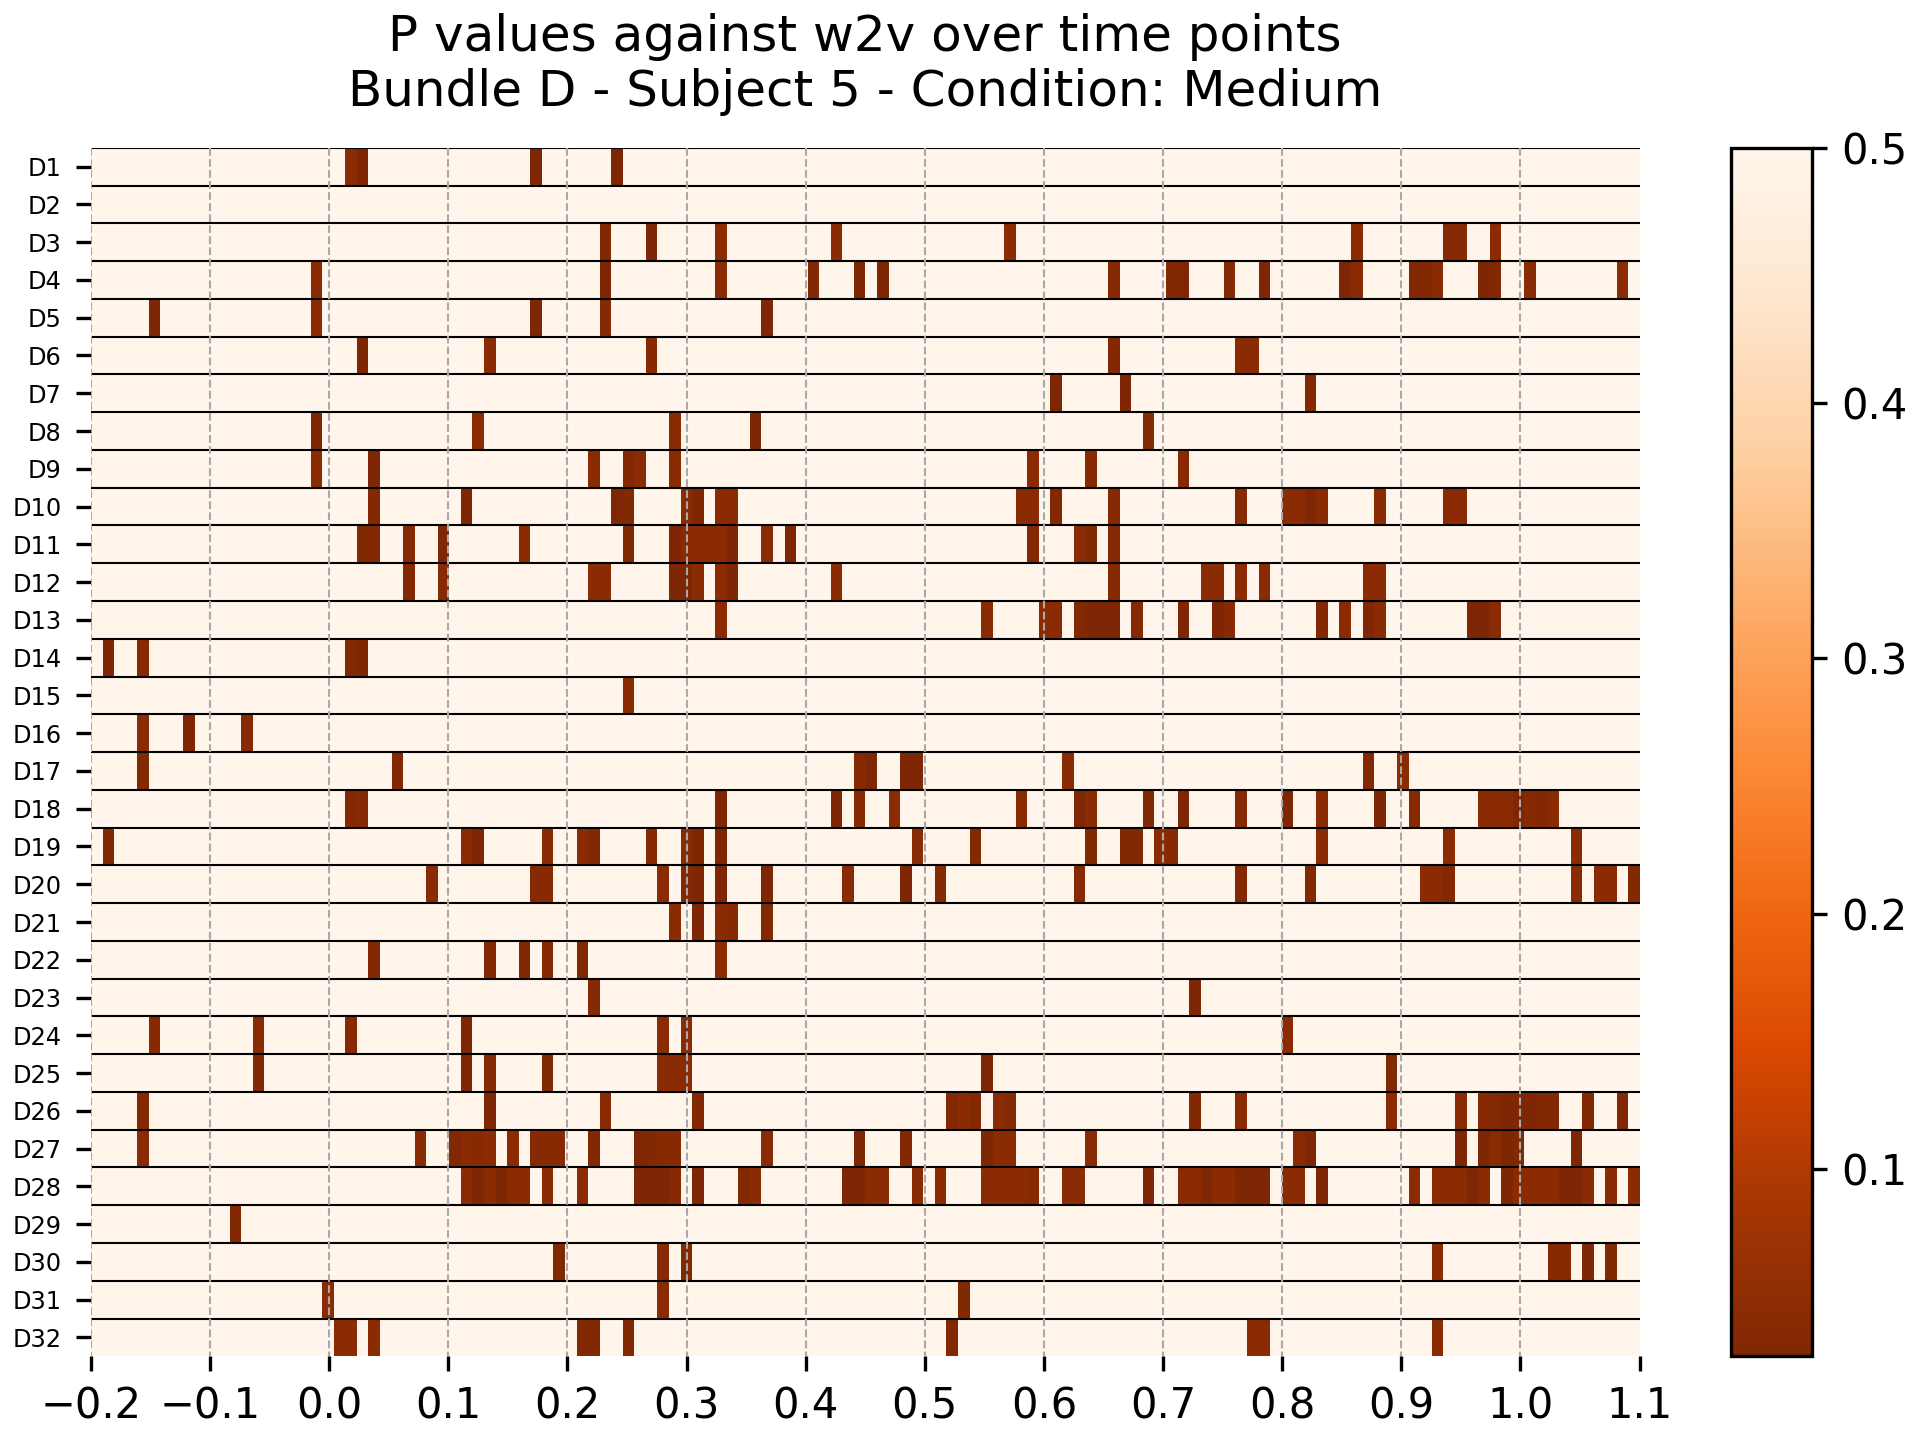 P values against w2v over time points
Bundle D - Subject 5 - Condition: Medium
D1
D2
D3
D4
D5
D6
D7
D8
D9
D10
D11
D12
D13
D14
D15
D16
D17
D18
D19
D20
D21
D22
D23
D24
D25
D26
D27
D28
D29
D30
D31
D32
−0.2 −0.1 0.0 0.1 0.2 0.3 0.4 0.5 0.6 0.7 0.8 0.9 1.0 1.1
0.5
0.4
0.3
0.2
0.1